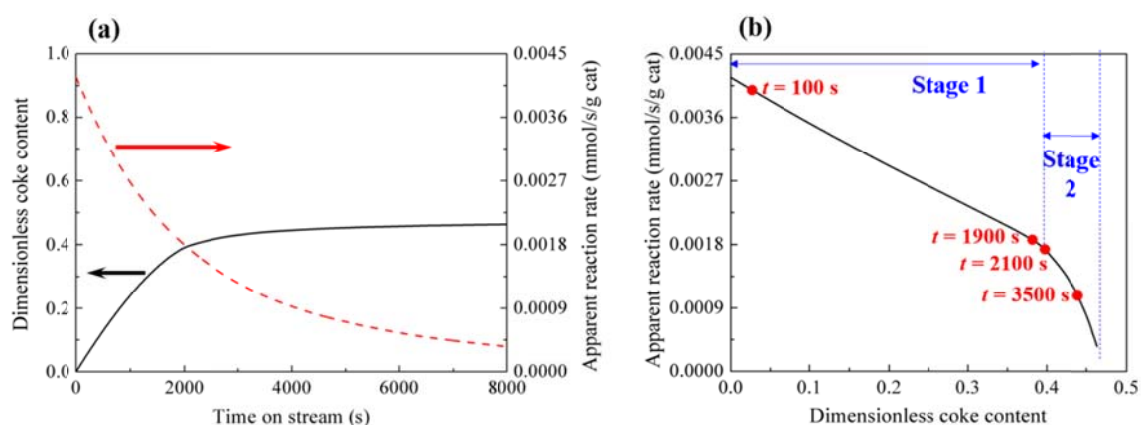 (a)
Dimensionless coke content
1.0
0.8
0.6
0.4
0.2
0.0
0
2000
4000
6000
8000
Time on stream (s)
0.0045
0.0036
0.0027
0.0018
0.0009
0.0000
Apparent reaction rate (mmol/s/g cat)
(b)
Apparent reaction rate (mmol/s/g cat)
0.0045
0.0036
0.0027
0.0018
0.0009
0.0000
Stage 1
Stage
2
t = 100 s
t = 1900 s
t = 2100 s
t = 3500 s
0.0
0.1
0.2
0.3
0.4
0.5
Dimensionless coke content